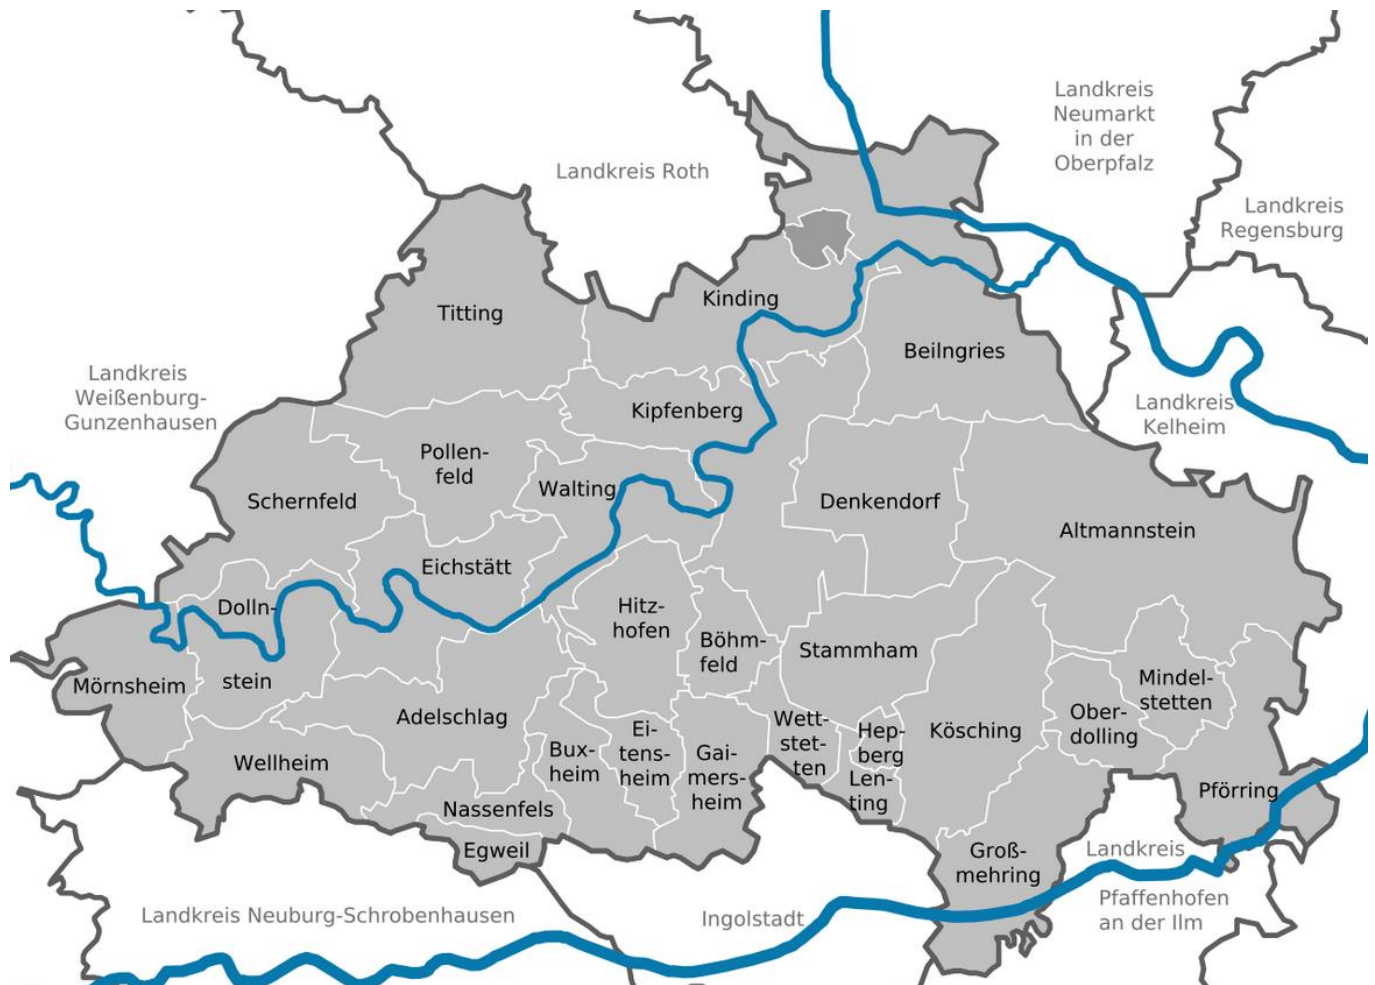 Landkreis
Neumarkt
in der
Oberpfalz
Landkreis Roth
Landkreis
Regensburg
Kinding
Titting
Beilngries
Landkreis
Weißenburg-
Gunzenhausen
Kipfenberg
Landkreis
Kelheim
Pollen-
feld
Walting
Schernfeld
Denkendorf
Altmannstein
Eichstätt
Dolln-
stein
Hitz-
hofen
Böhm-
feld
Stammham
Mörnsheim
Mindel-
stetten
Adelschlag
Ober-
dolling
Wett-
stet-
ten
Hep-
berg
Kösching
Ei-
tens-
heim
Bux-
heim
Gai-
mers-
heim
Wellheim
Len-
ting
Pförring
Nassenfels
Egweil
Groß-
mehring
Landkreis
Pfaffenhofen
an der Ilm
Landkreis Neuburg-Schrobenhausen
Ingolstadt